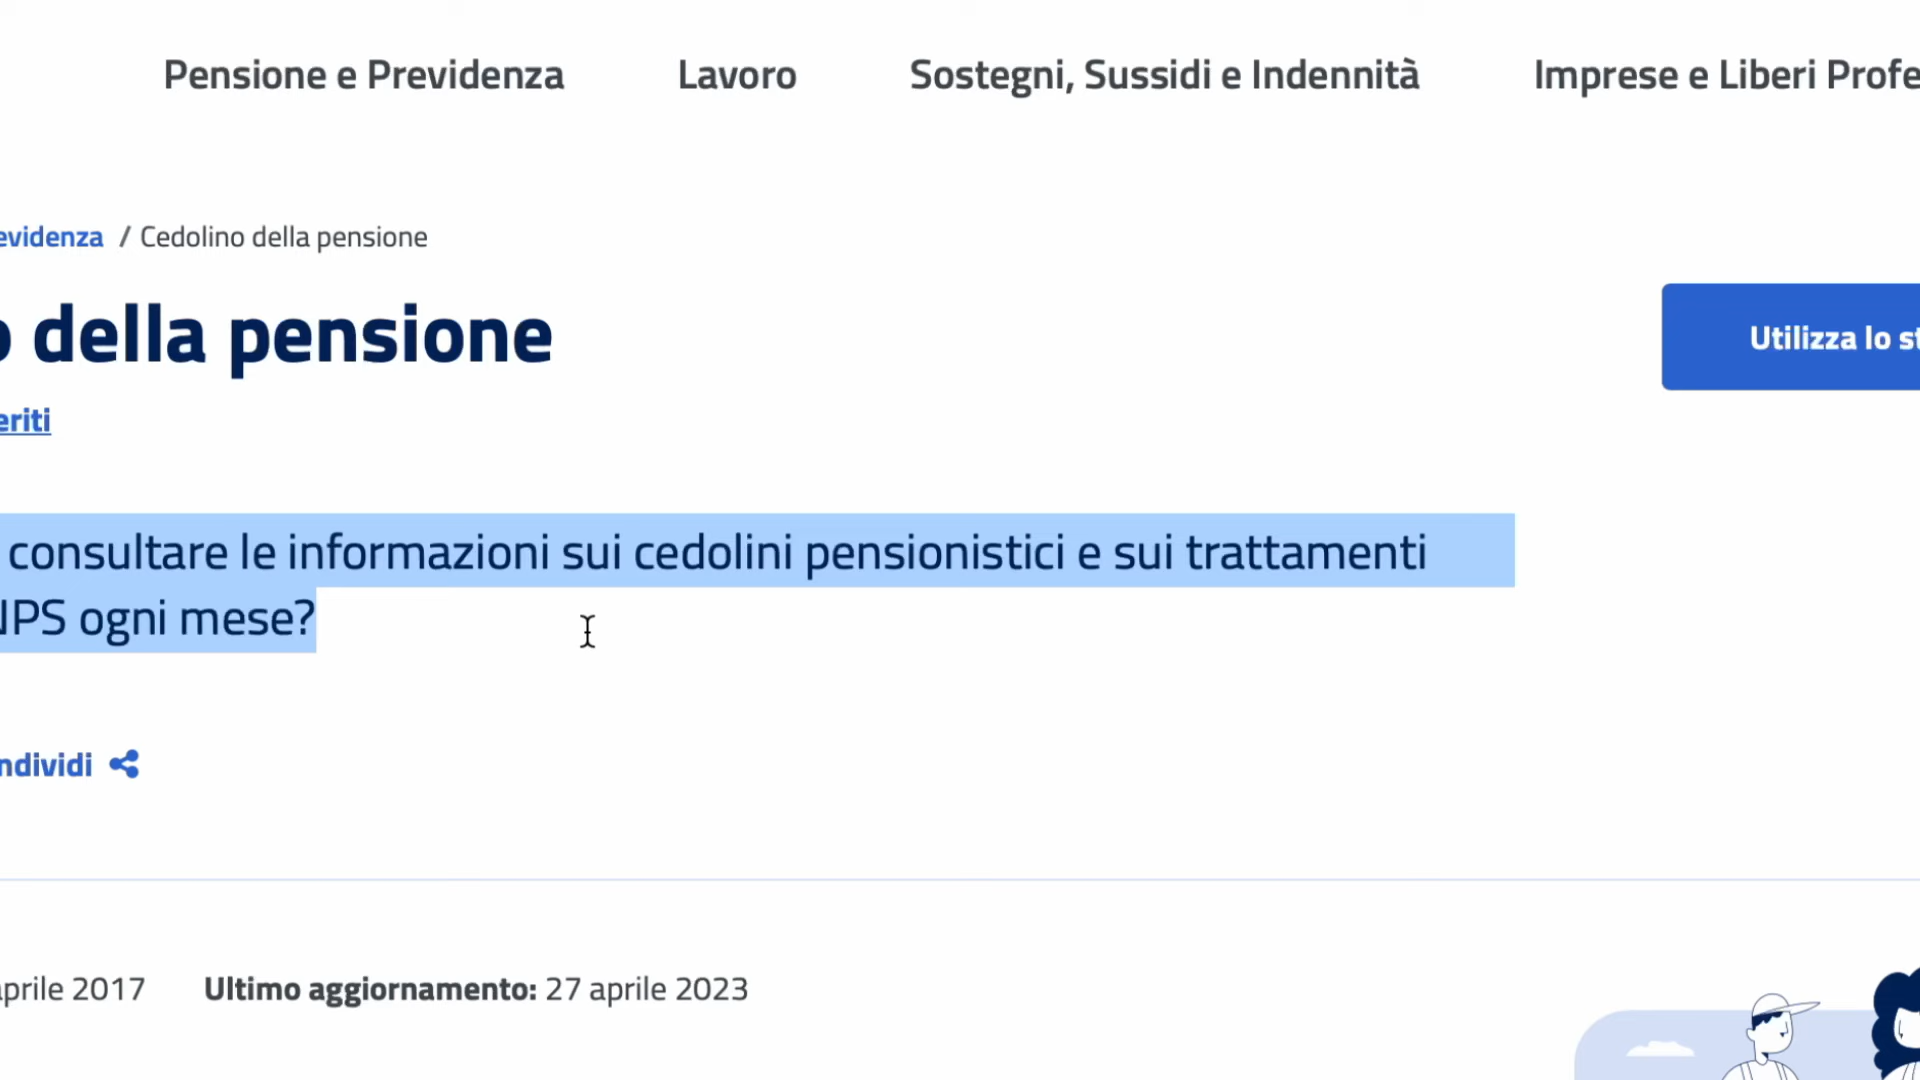 Pensione e Previdenza Lavoro Sostegni, Sussidi e Indennità Imprese e Liberi Profe
evidenza / Cedolino della pensione
o della pensione
Utilizza lo st
eriti
consultare le informazioni sui cedolini pensionistici e sui trattamenti
NPS ogni mese?
ndividi
aprile 2017 Ultimo aggiornamento: 27 aprile 2023